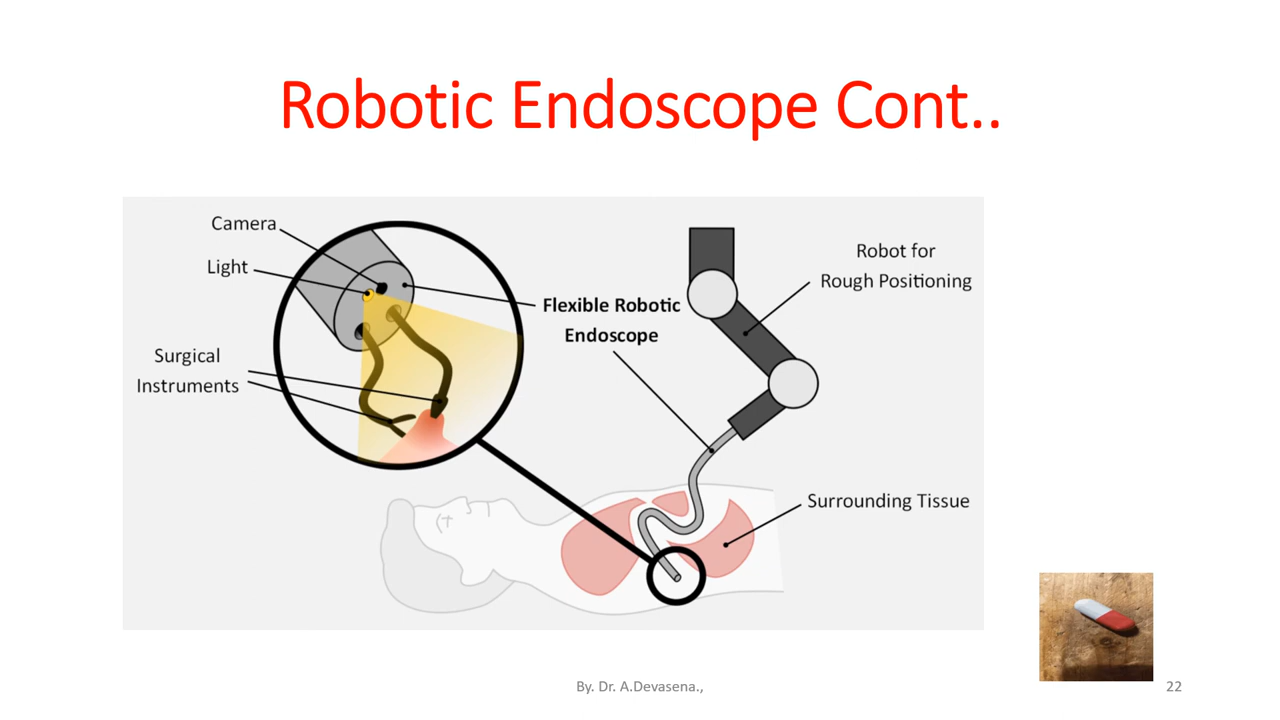 Robotic Endoscope Cont..
Camera
Light
Surgical
Instruments
Flexible Robotic
Endoscope
Robot for
Rough Positioning
Surrounding Tissue
By. Dr. A.Devasena.,
22